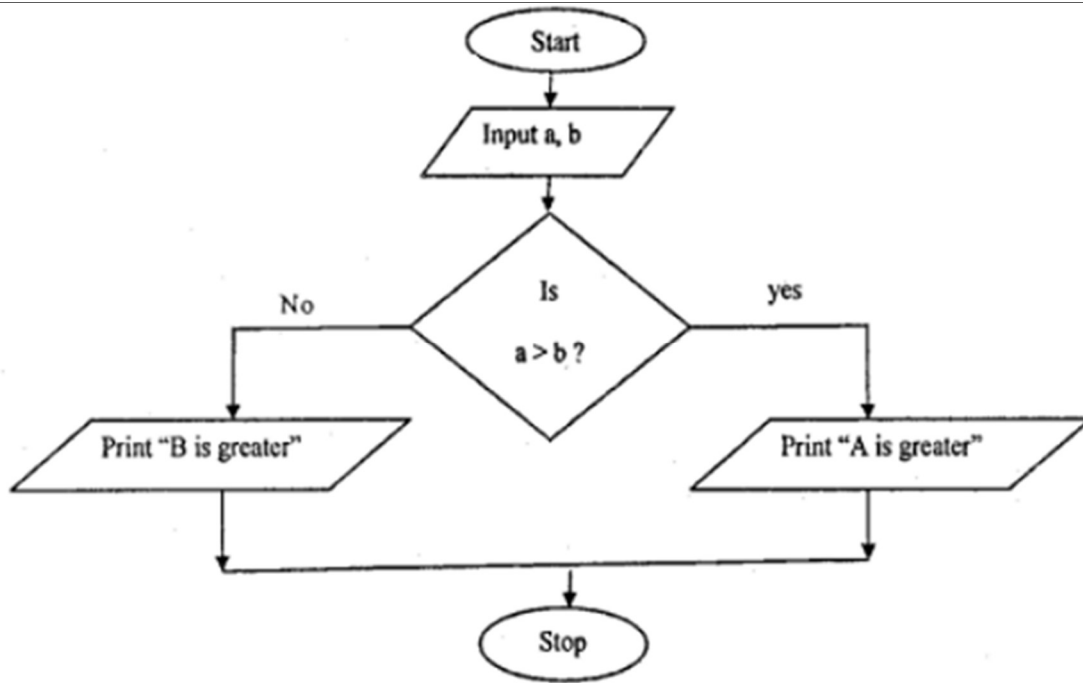 Start
Input a, b
Is
a > b ?
No
yes
Print “B is greater”
Print “A is greater”
Stop